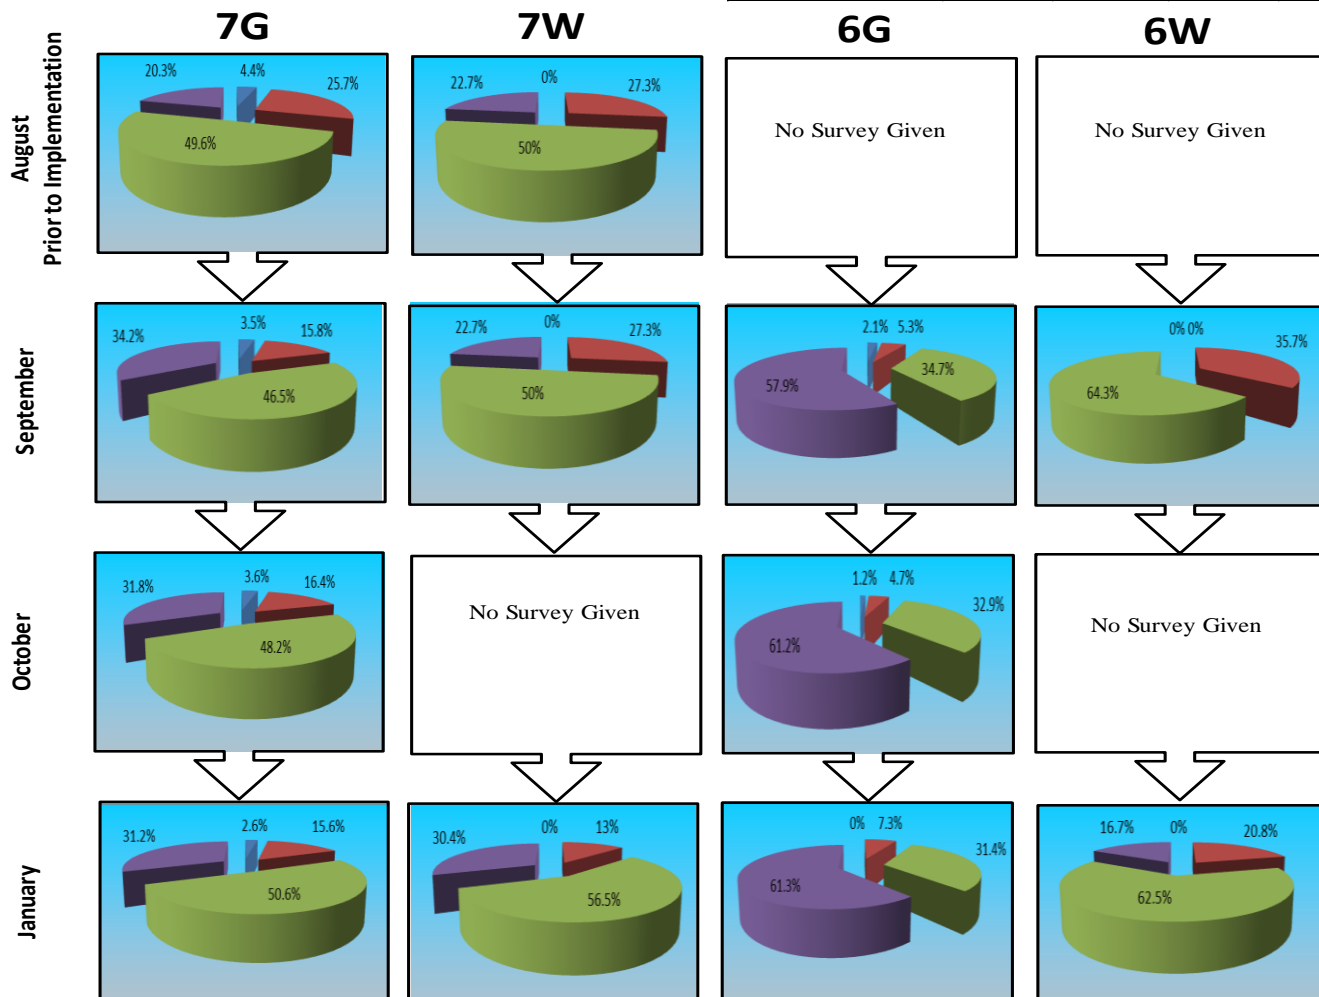 7G 7W 6G 6W
August
Prior to Implementation
20.3% 4.4% 25.7%
49.6%
22.7% 0% 27.3%
50%
No Survey Given
No Survey Given
September
34.2% 3.5% 15.8%
46.5%
22.7% 0% 27.3%
50%
2.1% 5.3%
34.7%
57.9%
0% 0% 35.7%
64.3%
October
31.8% 3.6% 16.4%
48.2%
No Survey Given
1.2% 4.7% 32.9%
61.2%
No Survey Given
January
31.2% 2.6% 15.6%
50.6%
30.4% 0% 13%
56.5%
0% 7.3% 31.4%
61.3%
16.7% 0% 20.8%
62.5%